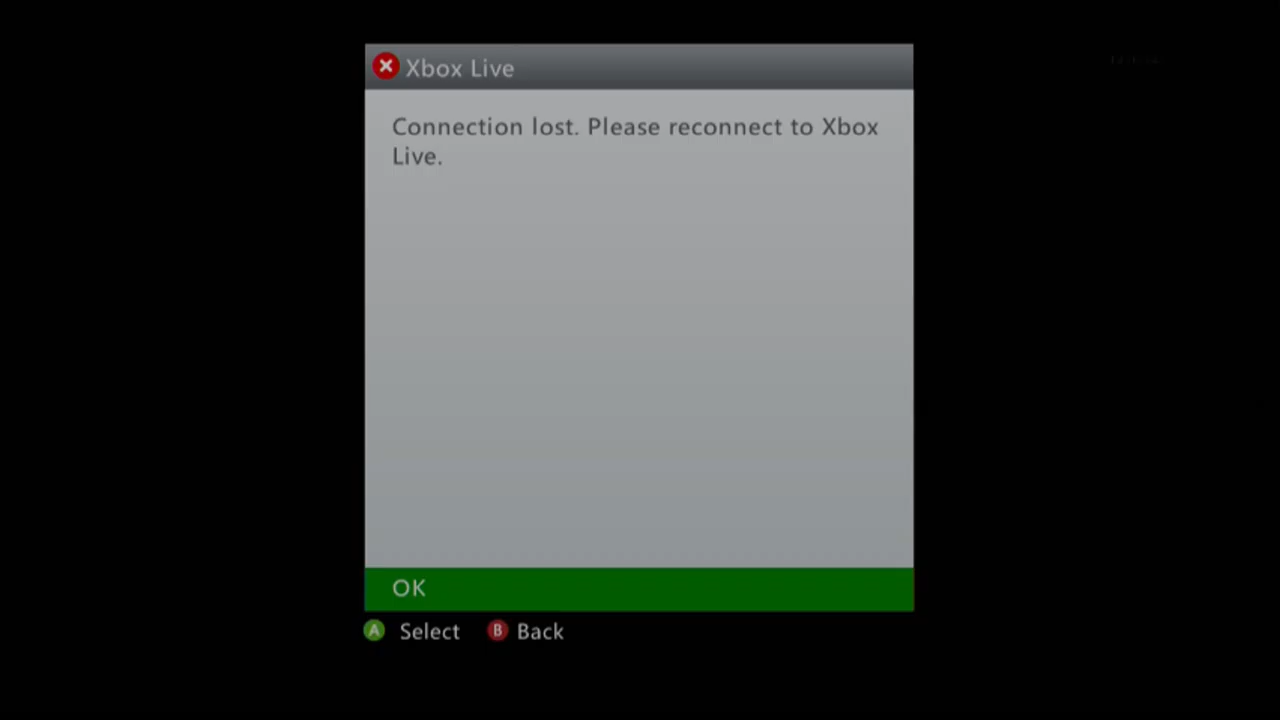 Xbox Live
Connection lost. Please reconnect to Xbox
Live.
OK
A Select B Back